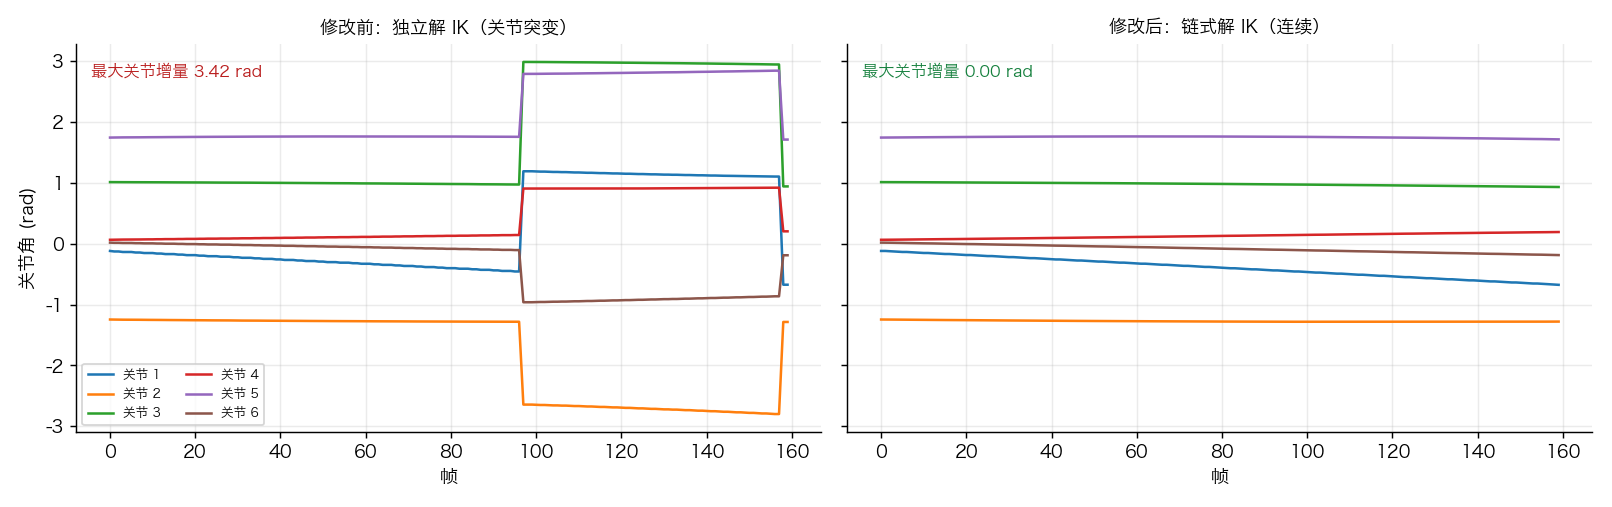 修改前：独立解 IK（关节突变）
最大关节增量 3.42 rad
关节角 (rad)
3
2
1
0
-1
-2
-3
关节 1
关节 2
关节 3
关节 4
关节 5
关节 6
0 20 40 60 80 100 120 140 160
帧
修改后：链式解 IK（连续）
最大关节增量 0.00 rad
0 20 40 60 80 100 120 140 160
帧